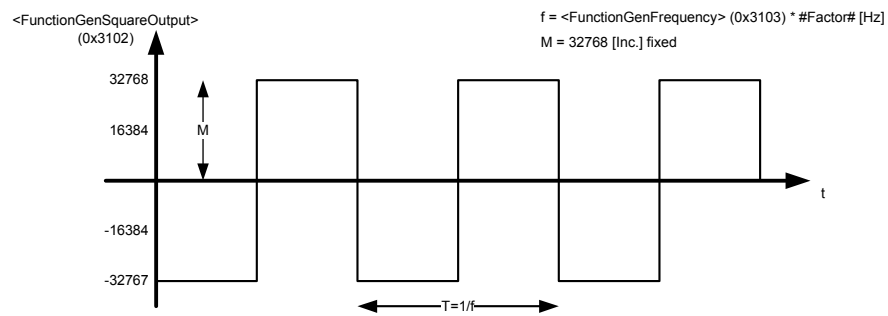 <FunctionGenSquareOutput>
(0x3102)
f = <FunctionGenFrequency> (0x3103) * #Factor# [Hz]
M = 32768 [Inc.] fixed
32768
16384
M
t
-16384
-32767
T=1/f